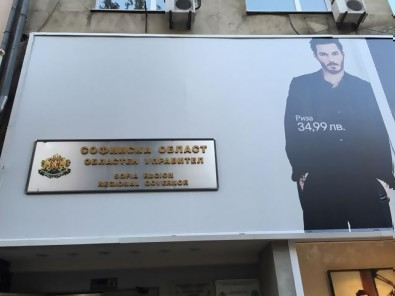 Риза
34,99 лв.
СОФИЙСКА ОБЛАСТ
ОБЛАСТЕН УПРАВИТЕЛ
SOFIA REGION
REGIONAL GOVERNOR